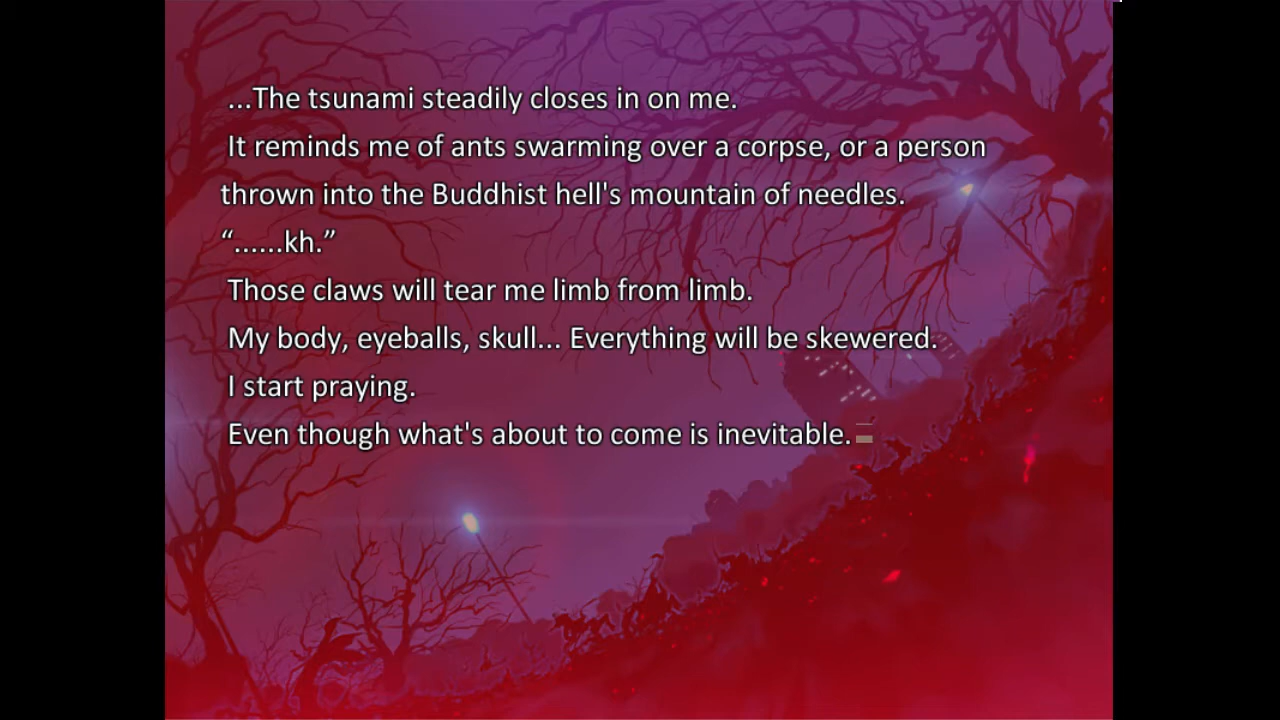 ...The tsunami steadily closes in on me.
It reminds me of ants swarming over a corpse, or a person
thrown into the Buddhist hell's mountain of needles.
“......kh.”
Those claws will tear me limb from limb.
My body, eyeballs, skull... Everything will be skewered.
I start praying.
Even though what's about to come is inevitable.